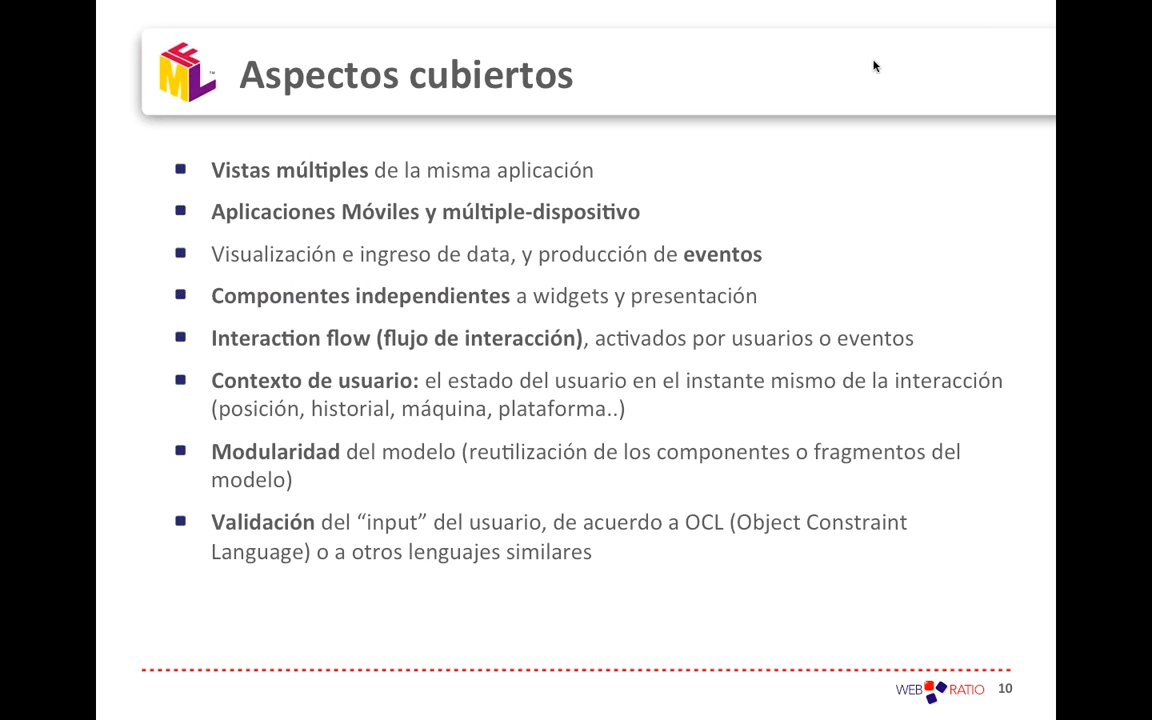 IFML™
Aspectos cubiertos
Vistas múltiples de la misma aplicación
Aplicaciones Móviles y múltiple-dispositivo
Visualización e ingreso de data, y producción de eventos
Componentes independientes a widgets y presentación
Interaction flow (flujo de interacción), activados por usuarios o eventos
Contexto de usuario: el estado del usuario en el instante mismo de la interacción
(posición, historial, máquina, plataforma..)
Modularidad del modelo (reutilización de los componentes o fragmentos del
modelo)
Validación del “input” del usuario, de acuerdo a OCL (Object Constraint
Language) o a otros lenguajes similares
WEB RATIO 10